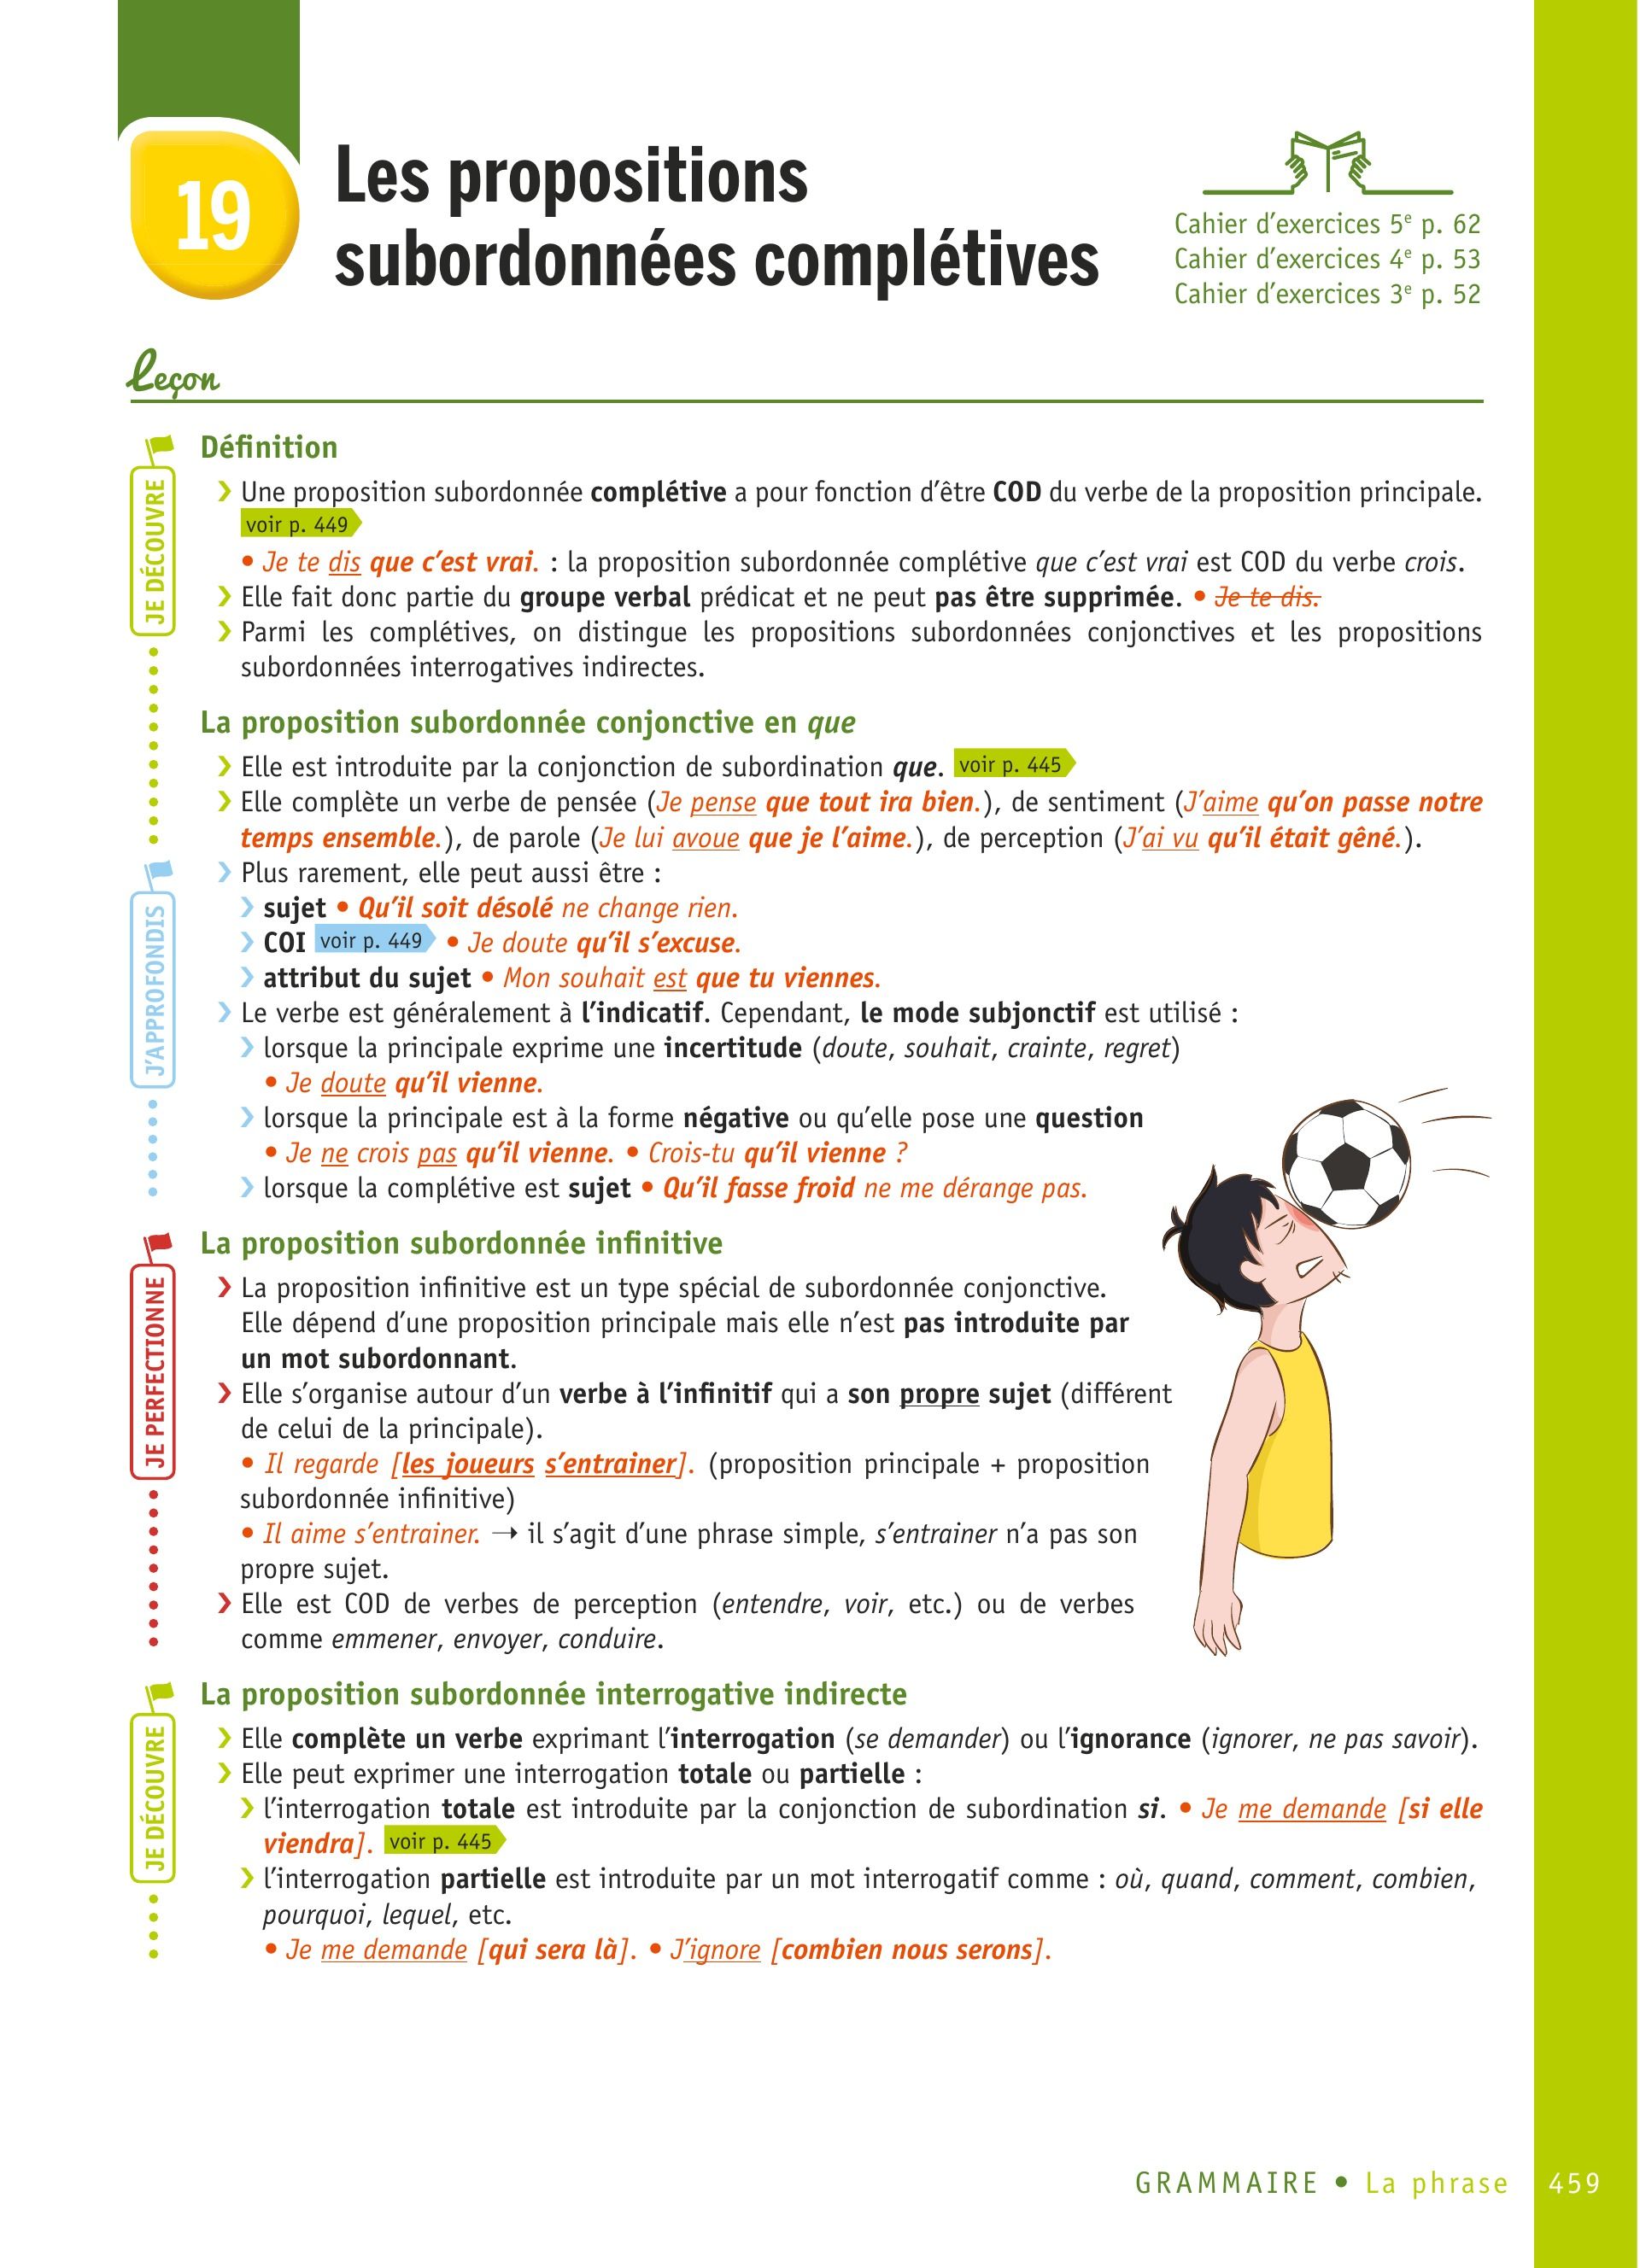 19
Les propositions
subordonnées complétives
Cahier d’exercices 5e p. 62
Cahier d’exercices 4e p. 53
Cahier d’exercices 3e p. 52
Leçon
JE DÉCOUVRE
Définition
› Une proposition subordonnée complétive a pour fonction d’être COD du verbe de la proposition principale.
voir p. 449
• Je te dis que c’est vrai. : la proposition subordonnée complétive que c’est vrai est COD du verbe crois.
› Elle fait donc partie du groupe verbal prédicat et ne peut pas être supprimée. • Je te dis.
› Parmi les complétives, on distingue les propositions subordonnées conjonctives et les propositions
subordonnées interrogatives indirectes.
La proposition subordonnée conjonctive en que
› Elle est introduite par la conjonction de subordination que. voir p. 445
› Elle complète un verbe de pensée (Je pense que tout ira bien.), de sentiment (J’aime qu’on passe notre
temps ensemble.), de parole (Je lui avoue que je l’aime.), de perception (J’ai vu qu’il était gêné.).
J’APPROFONDIS
› Plus rarement, elle peut aussi être :
› sujet • Qu’il soit désolé ne change rien.
› COI voir p. 449 • Je doute qu’il s’excuse.
› attribut du sujet • Mon souhait est que tu viennes.
› Le verbe est généralement à l’indicatif. Cependant, le mode subjonctif est utilisé :
› lorsque la principale exprime une incertitude (doute, souhait, crainte, regret)
• Je doute qu’il vienne.
› lorsque la principale est à la forme négative ou qu’elle pose une question
• Je ne crois pas qu’il vienne. • Crois-tu qu’il vienne ?
› lorsque la complétive est sujet • Qu’il fasse froid ne me dérange pas.
JE PERFECTIONNE
La proposition subordonnée infinitive
› La proposition infinitive est un type spécial de subordonnée conjonctive.
Elle dépend d’une proposition principale mais elle n’est pas introduite par
un mot subordonnant.
› Elle s’organise autour d’un verbe à l’infinitif qui a son propre sujet (différent
de celui de la principale).
• Il regarde [les joueurs s’entrainer]. (proposition principale + proposition
subordonnée infinitive)
• Il aime s’entrainer. → il s’agit d’une phrase simple, s’entrainer n’a pas son
propre sujet.
› Elle est COD de verbes de perception (entendre, voir, etc.) ou de verbes
comme emmener, envoyer, conduire.
JE DÉCOUVRE
La proposition subordonnée interrogative indirecte
› Elle complète un verbe exprimant l’interrogation (se demander) ou l’ignorance (ignorer, ne pas savoir).
› Elle peut exprimer une interrogation totale ou partielle :
› l’interrogation totale est introduite par la conjonction de subordination si. • Je me demande [si elle
viendra]. voir p. 445
› l’interrogation partielle est introduite par un mot interrogatif comme : où, quand, comment, combien,
pourquoi, lequel, etc.
• Je me demande [qui sera là]. • J’ignore [combien nous serons].
GRAMMAIRE • La phrase 459